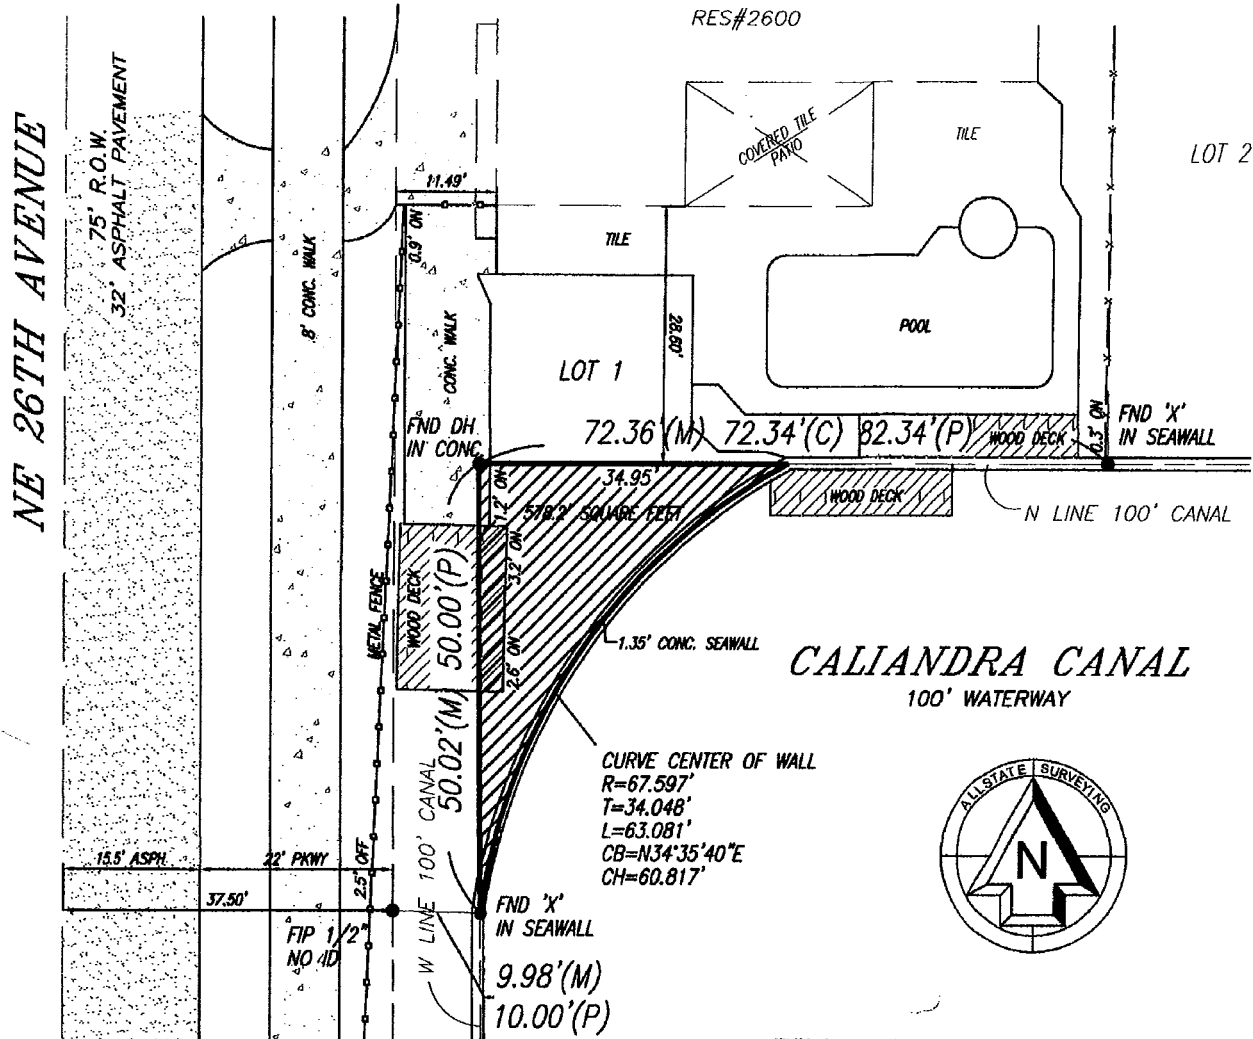 RES#2600
NE 26TH AVENUE
75' R.O.W.
32' ASPHALT PAVEMENT
8' CONC. WALK
11.49'
0.9' ON
CONC. WALK
TILE
COVERED TILE
PATIO
TILE
LOT 2
POOL
28.60'
LOT 1
FND DH
IN CONC
72.36'(M) 72.34'(C) 82.34'(P)
WOOD DECK
0.3' ON
FND 'X'
IN SEAWALL
34.95'
578.2' SQUARE FEET
1.2' ON
WOOD DECK
N LINE 100' CANAL
METAL FENCE
WOOD DECK
50.00'(P)
3.2' ON
2.6' ON
1.35' CONC. SEAWALL
CALIANDRA CANAL
100' WATERWAY
50.02'(M)
W LINE 100' CANAL
CURVE CENTER OF WALL
R=67.597'
T=34.048'
L=63.081'
CB=N34°35'40"E
CH=60.817'
ALLSTATE SURVEYING
N
15.5' ASPH.
22' PKWY
2.5' OFF
37.50'
FIP 1/2"
NO ID
FND 'X'
IN SEAWALL
9.98'(M)
10.00'(P)